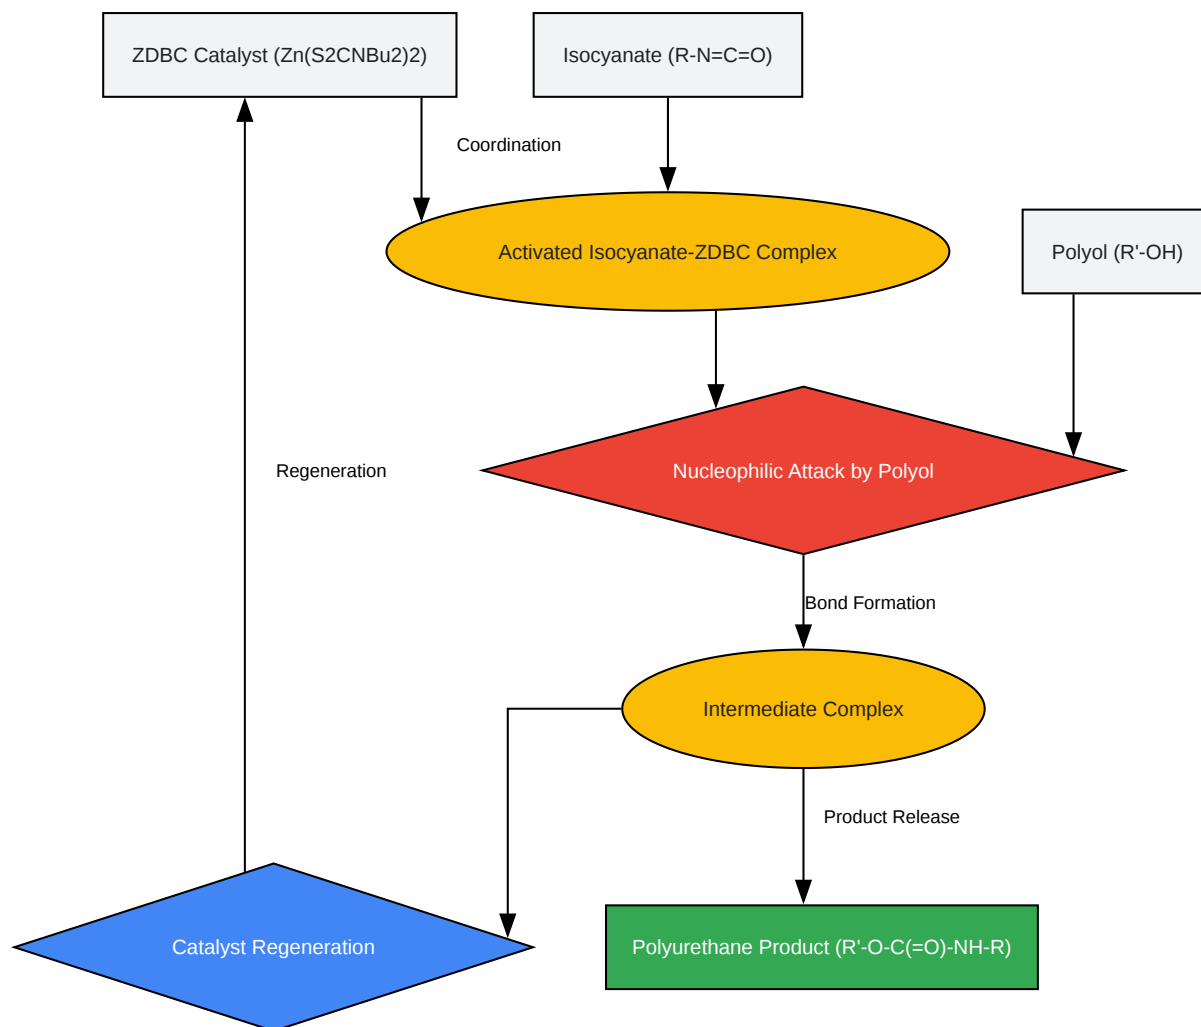 ZDBC Catalyst (Zn(S2CNBu2)2)
Isocyanate (R-N=C=O)
Coordination
Activated Isocyanate-ZDBC Complex
Polyol (R'-OH)
Regeneration
Nucleophilic Attack by Polyol
Bond Formation
Intermediate Complex
Product Release
Catalyst Regeneration
Polyurethane Product (R'-O-C(=O)-NH-R)